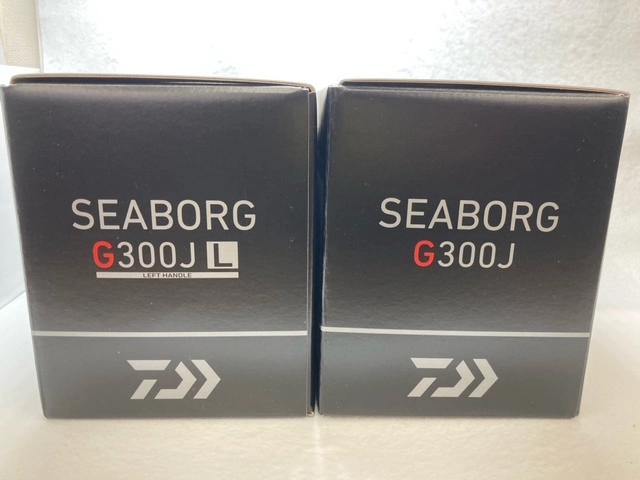 SEABORG
G300J L
LEFT HANDLE
SEABORG
G300J